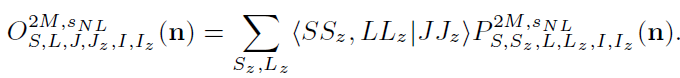 O^{2M,s_{NL}}_{S,L,J,J_z,I,I_z}(\mathbf{n}) = \sum_{S_z,L_z} \langle SS_z, LL_z|JJ_z\rangle P^{2M,s_{NL}}_{S,S_z,L,L_z,I,I_z}(\mathbf{n}).